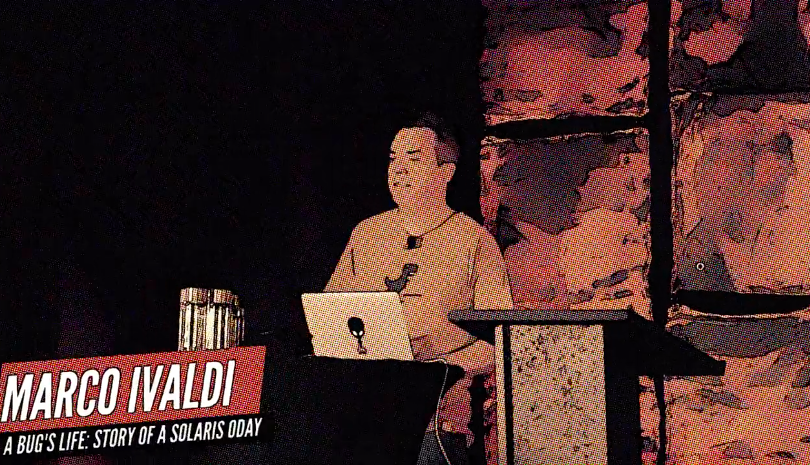 MARCO IVALDI
A BUG'S LIFE: STORY OF A SOLARIS 0DAY